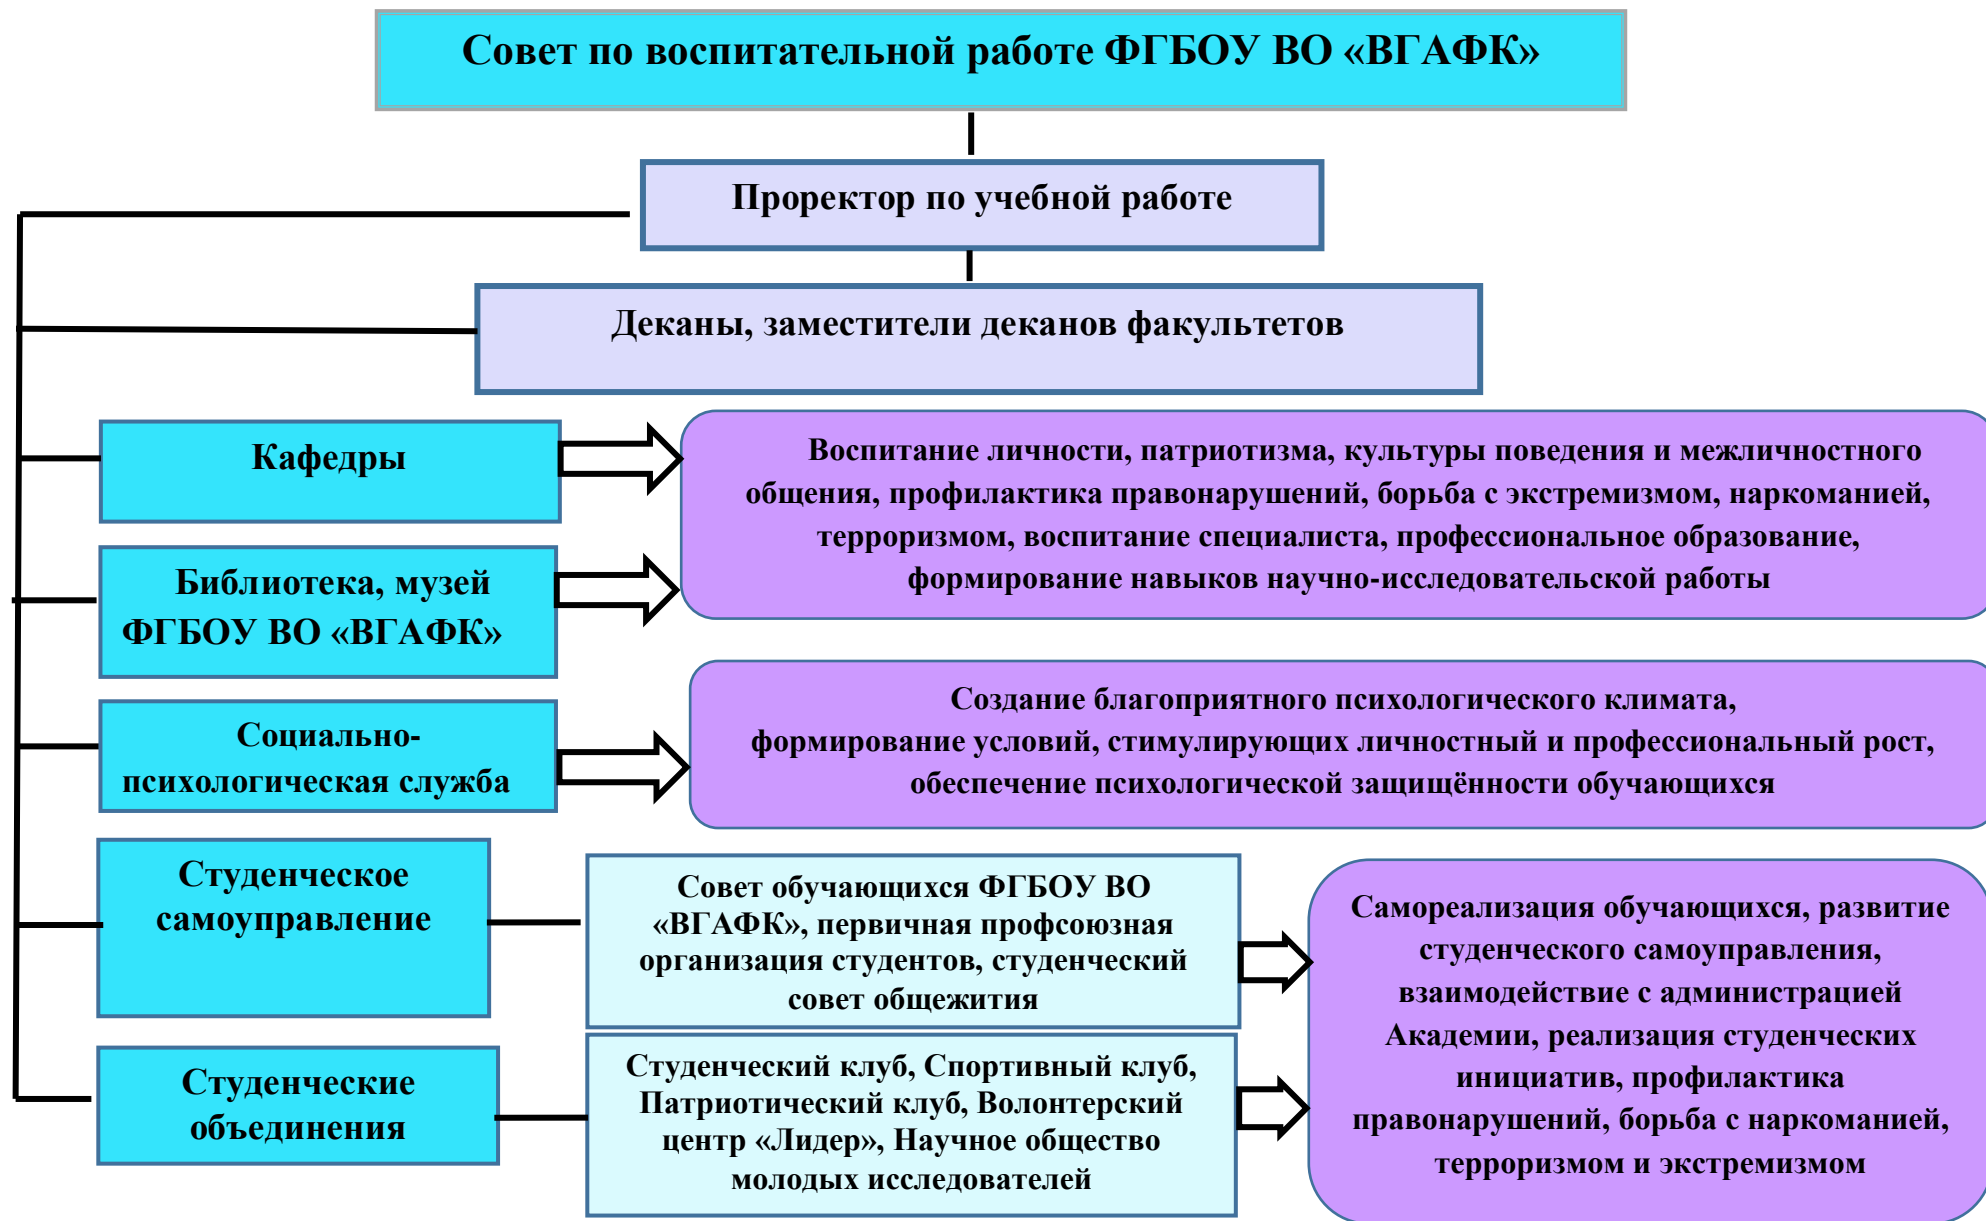 Совет по воспитательной работе ФГБОУ ВО «ВГАФК»
Проректор по учебной работе
Деканы, заместители деканов факультетов
Кафедры
Воспитание личности, патриотизма, культуры поведения и межличностного
общения, профилактика правонарушений, борьба с экстремизмом, наркоманией,
терроризмом, воспитание специалиста, профессиональное образование,
формирование навыков научно-исследовательской работы
Библиотека, музей
ФГБОУ ВО «ВГАФК»
Социально-
психологическая служба
Создание благоприятного психологического климата,
формирование условий, стимулирующих личностный и профессиональный рост,
обеспечение психологической защищённости обучающихся
Студенческое
самоуправление
Совет обучающихся ФГБОУ ВО
«ВГАФК», первичная профсоюзная
организация студентов, студенческий
совет общежития
Самореализация обучающихся, развитие
студенческого самоуправления,
взаимодействие с администрацией
Академии, реализация студенческих
инициатив, профилактика
правонарушений, борьба с наркоманией,
терроризмом и экстремизмом
Студенческие
объединения
Студенческий клуб, Спортивный клуб,
Патриотический клуб, Волонтерский
центр «Лидер», Научное общество
молодых исследователей